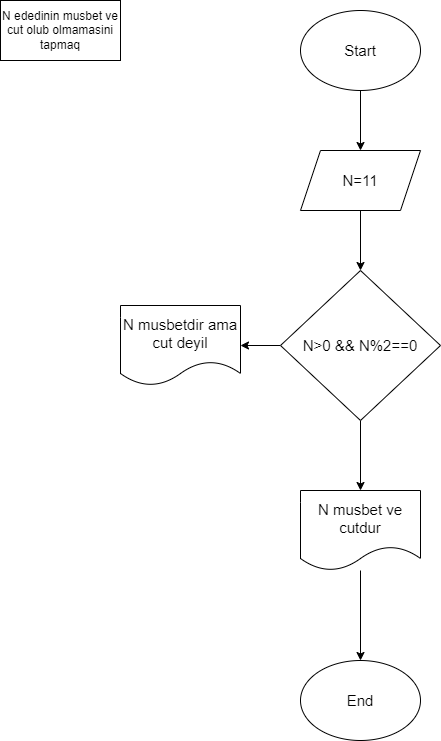 N ededinin musbet ve
cut olub olmamasini
tapmaq
Start
N=11
N>0 && N%2==0
N musbetdir ama
cut deyil
N musbet ve
cutdur
End